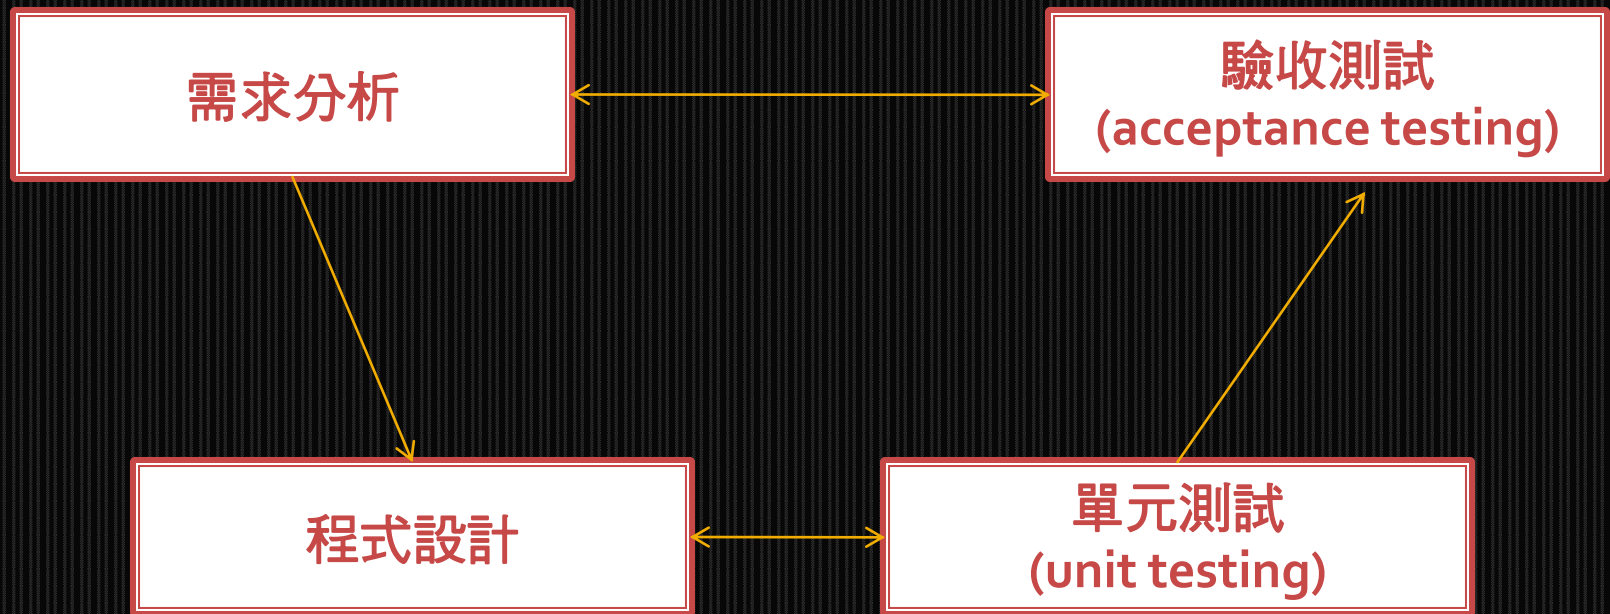 需求分析
驗收測試
(acceptance testing)
程式設計
單元測試
(unit testing)